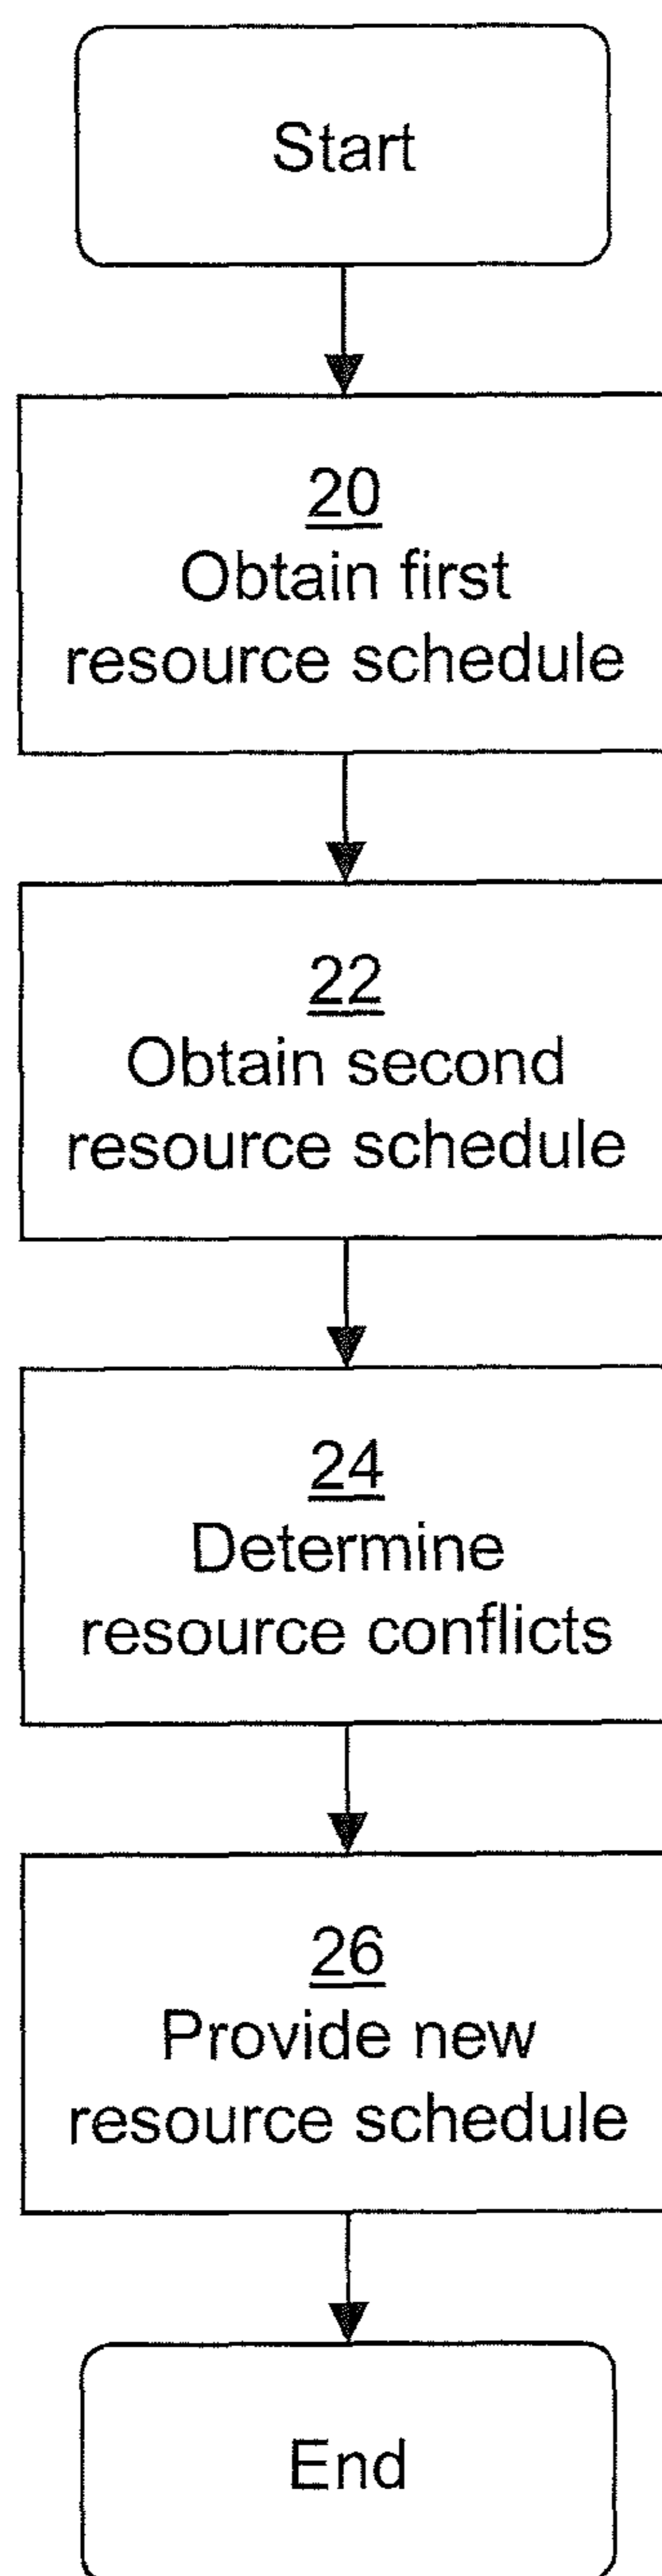 Start
20
Obtain first
resource schedule
22
Obtain second
resource schedule
24
Determine
resource conflicts
26
Provide new
resource schedule
End